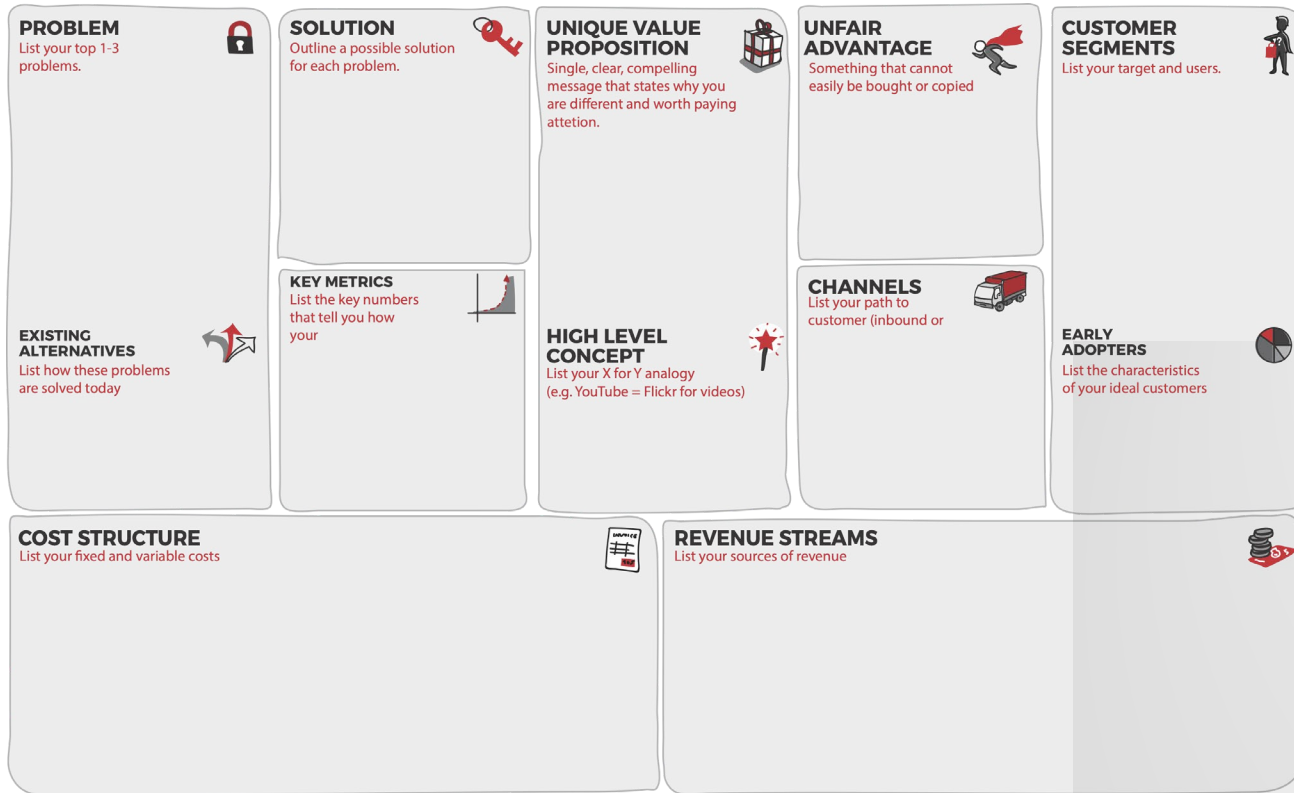 PROBLEM
List your top 1-3
problems.
EXISTING
ALTERNATIVES
List how these problems
are solved today
SOLUTION
Outline a possible solution
for each problem.
KEY METRICS
List the key numbers
that tell you how
your
UNIQUE VALUE
PROPOSITION
Single, clear, compelling
message that states why you
are different and worth paying
attetion.
HIGH LEVEL
CONCEPT
List your X for Y analogy
(e.g. YouTube = Flickr for videos)
UNFAIR
ADVANTAGE
Something that cannot
easily be bought or copied
CHANNELS
List your path to
customer (inbound or
CUSTOMER
SEGMENTS
List your target and users.
EARLY
ADOPTERS
List the characteristics
of your ideal customers
COST STRUCTURE
List your fixed and variable costs
INVOICE
REVENUE STREAMS
List your sources of revenue